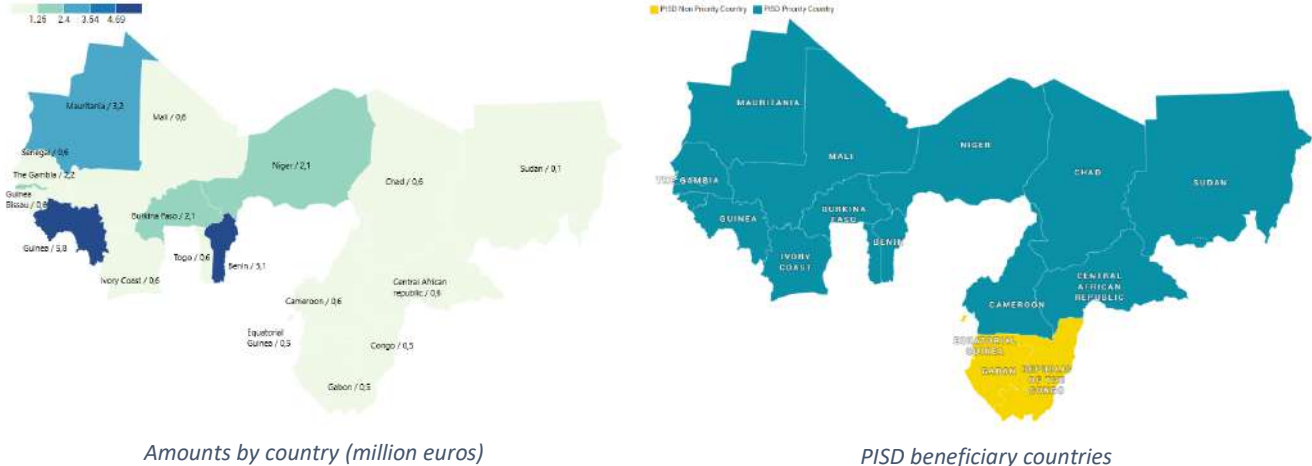 1.25 2.4 3.54 4.69
Mauritania / 3,2
Mali / 0,6
Senegal / 0,6
Niger / 2,1
The Gambia / 2,2
Chad / 0,6
Sudan / 0,1
Guinea
Bissau / 0,6
Burkina Faso / 2,1
Guinea / 5,8
Togo / 0,6
Benin / 5,1
Ivory Coast / 0,6
Central African
republic / 0,6
Cameroon / 0,6
Equatorial
Guinea / 0,5
Congo / 0,5
Gabon / 0,5
Amounts by country (million euros)
PISD Non Priority Country PISD Priority Country
MAURITANIA
MALI
NIGER
CHAD
SUDAN
THE GAMBIA
GUINEA
BURKINA
FASO
BENIN
IVORY
COAST
CENTRAL
AFRICAN
REPUBLIC
CAMEROON
EQUATORIAL
GUINEA
GABON
REPUBLIC
OF THE
CONGO
PISD beneficiary countries